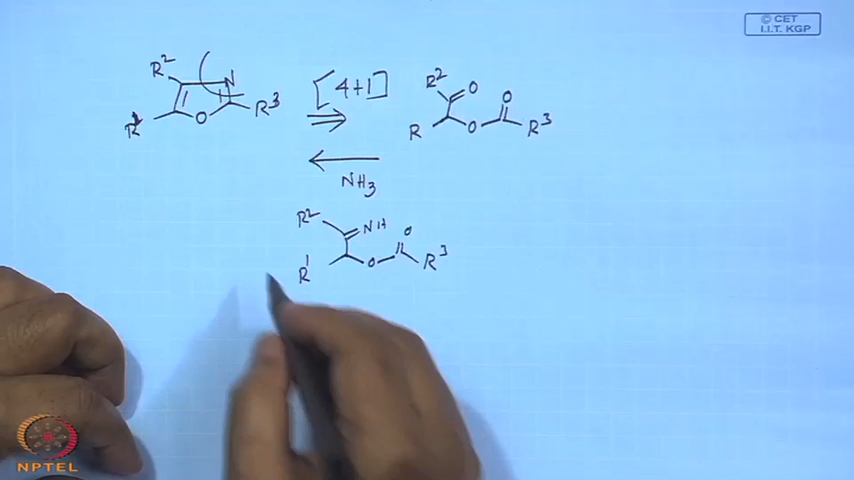 © CET
I.I.T. KGP
R² N [4+1] R² O O
R¹ O R³ R O R³
NH₃
R² NH O
R¹ O R³
NPTEL